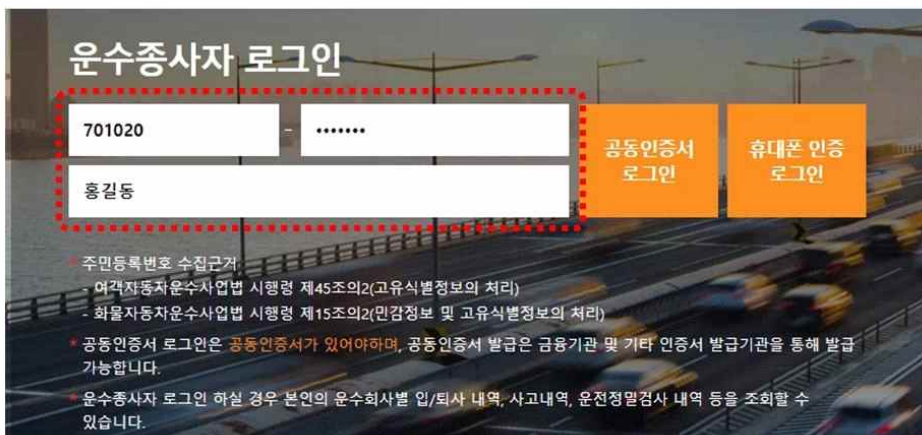 운수종사자 로그인
701020 - •••••••
홍길동
공동인증서
로그인
휴대폰 인증
로그인
* 주민등록번호 수집근거
- 여객자동차운수사업법 시행령 제45조의2(고유식별정보의 처리)
- 화물자동차운수사업법 시행령 제15조의2(민감정보 및 고유식별정보의 처리)
* 공동인증서 로그인은 공동인증서가 있어야하며, 공동인증서 발급은 금융기관 및 기타 인증서 발급기관을 통해 발급
가능합니다.
* 운수종사자 로그인 하실 경우 본인의 운수회사별 입/퇴사 내역, 사고내역, 운전정밀검사 내역 등을 조회할 수
있습니다.